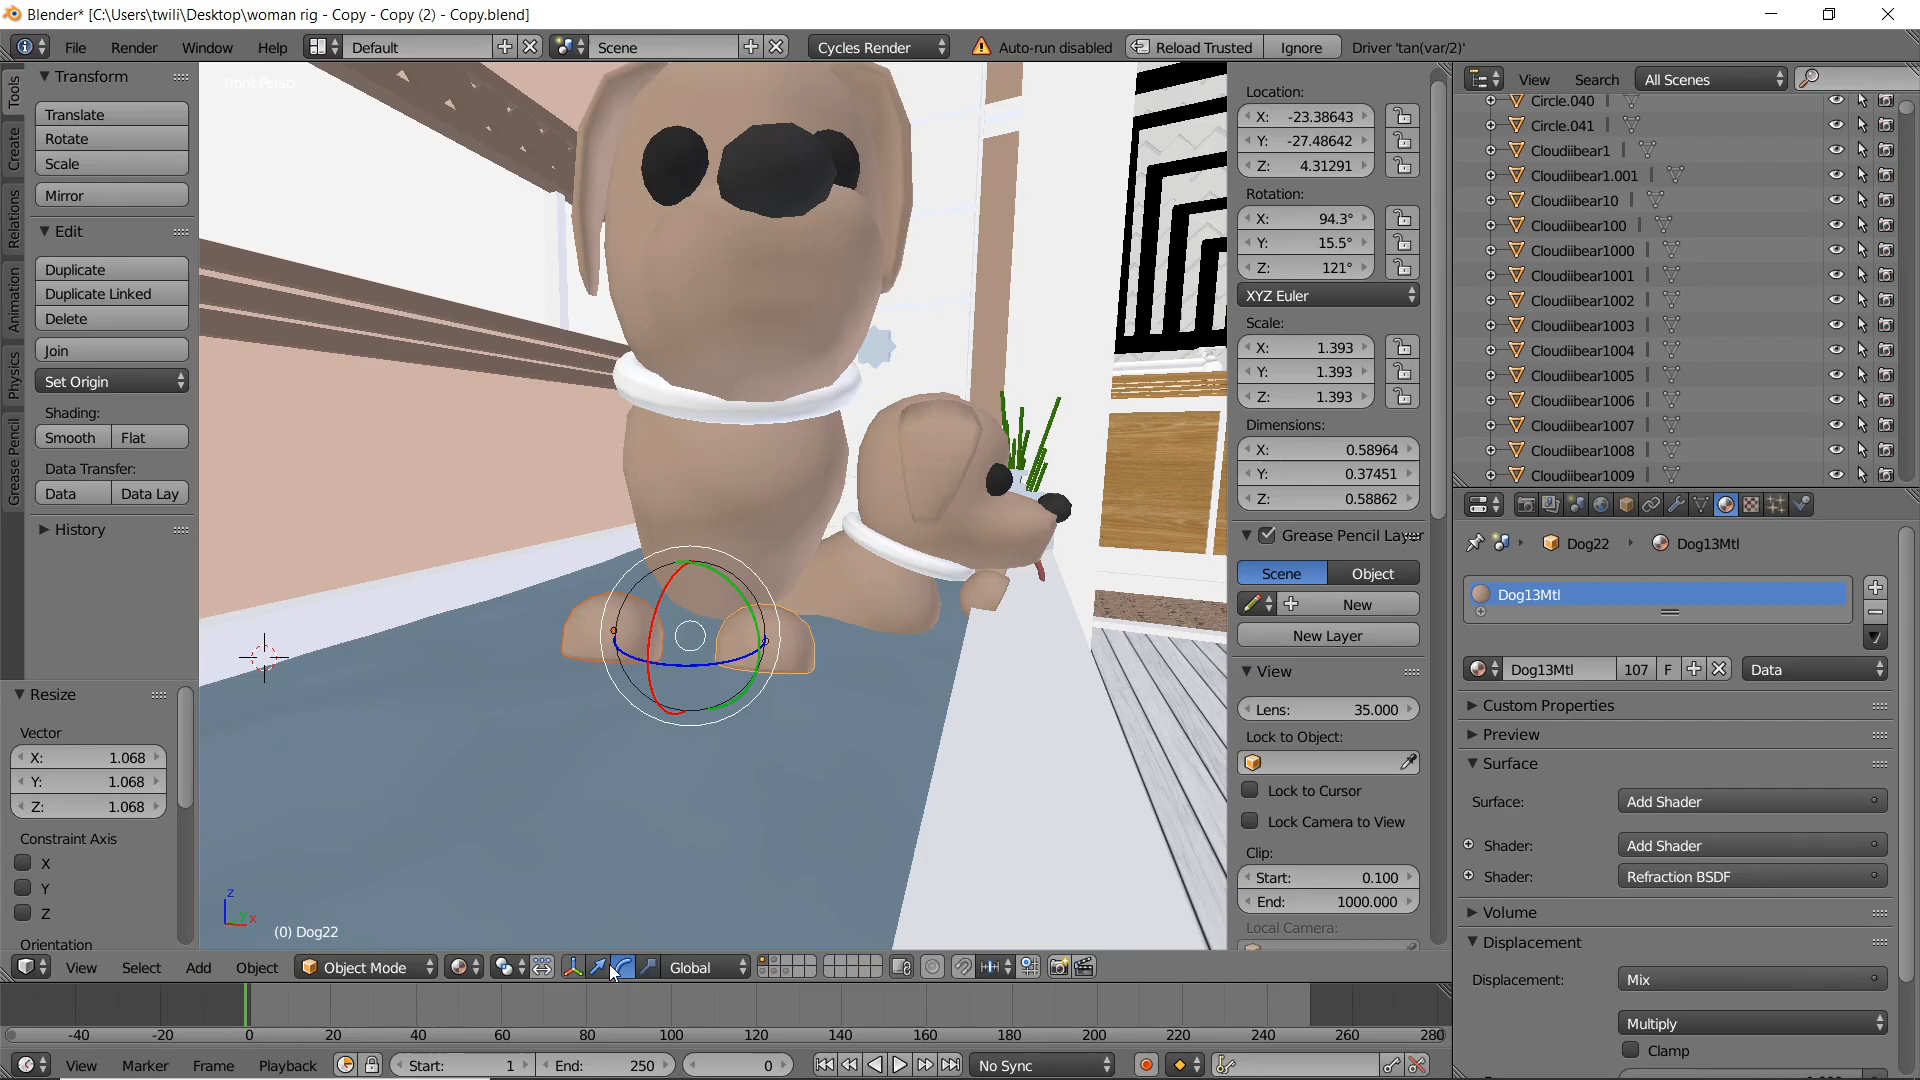 Blender* [C:\Users\twili\Desktop\woman rig - Copy - Copy (2) - Copy.blend]
File Render Window Help Default Scene Cycles Render Auto-run disabled Reload Trusted Ignore Driver 'tan(var/2)'
Tools
Create
Relations
Animation
Physics
Grease Pencil
Transform
Translate
Rotate
Scale
Mirror
Edit
Duplicate
Duplicate Linked
Delete
Join
Set Origin
Shading:
Smooth Flat
Data Transfer:
Data Data Lay
History
Resize
Vector
X: 1.068
Y: 1.068
Z: 1.068
Constraint Axis
X
Y
Z
Orientation
Front Persp
z
y x
(0) Dog22
Location:
X: -23.38643
Y: -27.48642
Z: 4.31291
Rotation:
X: 94.3°
Y: 15.5°
Z: 121°
XYZ Euler
Scale:
X: 1.393
Y: 1.393
Z: 1.393
Dimensions:
X: 0.58964
Y: 0.37451
Z: 0.58862
Grease Pencil Layer
Scene Object
New
New Layer
View
Lens: 35.000
Lock to Object:
Lock to Cursor
Lock Camera to View
Clip:
Start: 0.100
End: 1000.000
Local Camera:
View Search All Scenes
Circle.040
Circle.041
Cloudiibear1
Cloudiibear1.001
Cloudiibear10
Cloudiibear100
Cloudiibear1000
Cloudiibear1001
Cloudiibear1002
Cloudiibear1003
Cloudiibear1004
Cloudiibear1005
Cloudiibear1006
Cloudiibear1007
Cloudiibear1008
Cloudiibear1009
Dog22 Dog13Mtl
Dog13Mtl
Dog13Mtl 107 F Data
Custom Properties
Preview
Surface
Surface: Add Shader
Shader: Add Shader
Shader: Refraction BSDF
Volume
Displacement
Displacement: Mix
Multiply
Clamp
View Select Add Object Object Mode Global
-40 -20 0 20 40 60 80 100 120 140 160 180 200 220 240 260 280
View Marker Frame Playback Start: 1 End: 250 0 No Sync